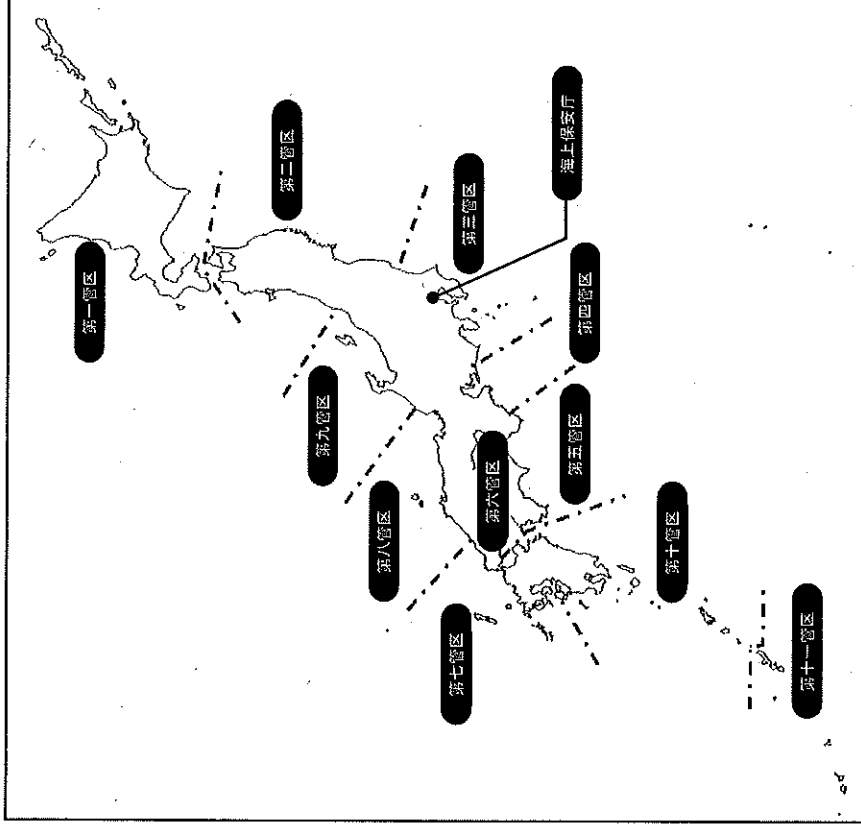 第一管区
第二管区
第三管区
海上保安庁
第四管区
第五管区
第六管区
第七管区
第八管区
第九管区
第十管区
第十一管区